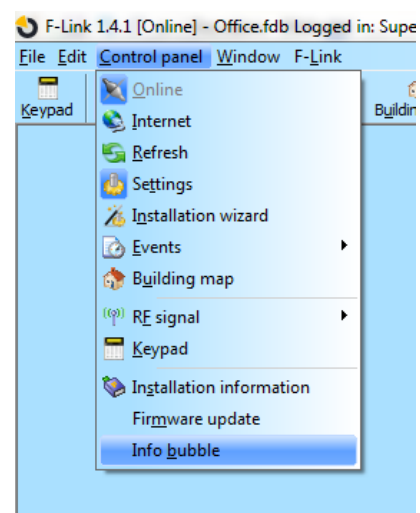 F-Link 1.4.1 [Online] - Office.fdb Logged in: Supe
File Edit Control panel Window F-Link
Keypad
Buildin
Online
Internet
Refresh
Settings
Installation wizard
Events
Building map
RF signal
Keypad
Installation information
Firmware update
Info bubble